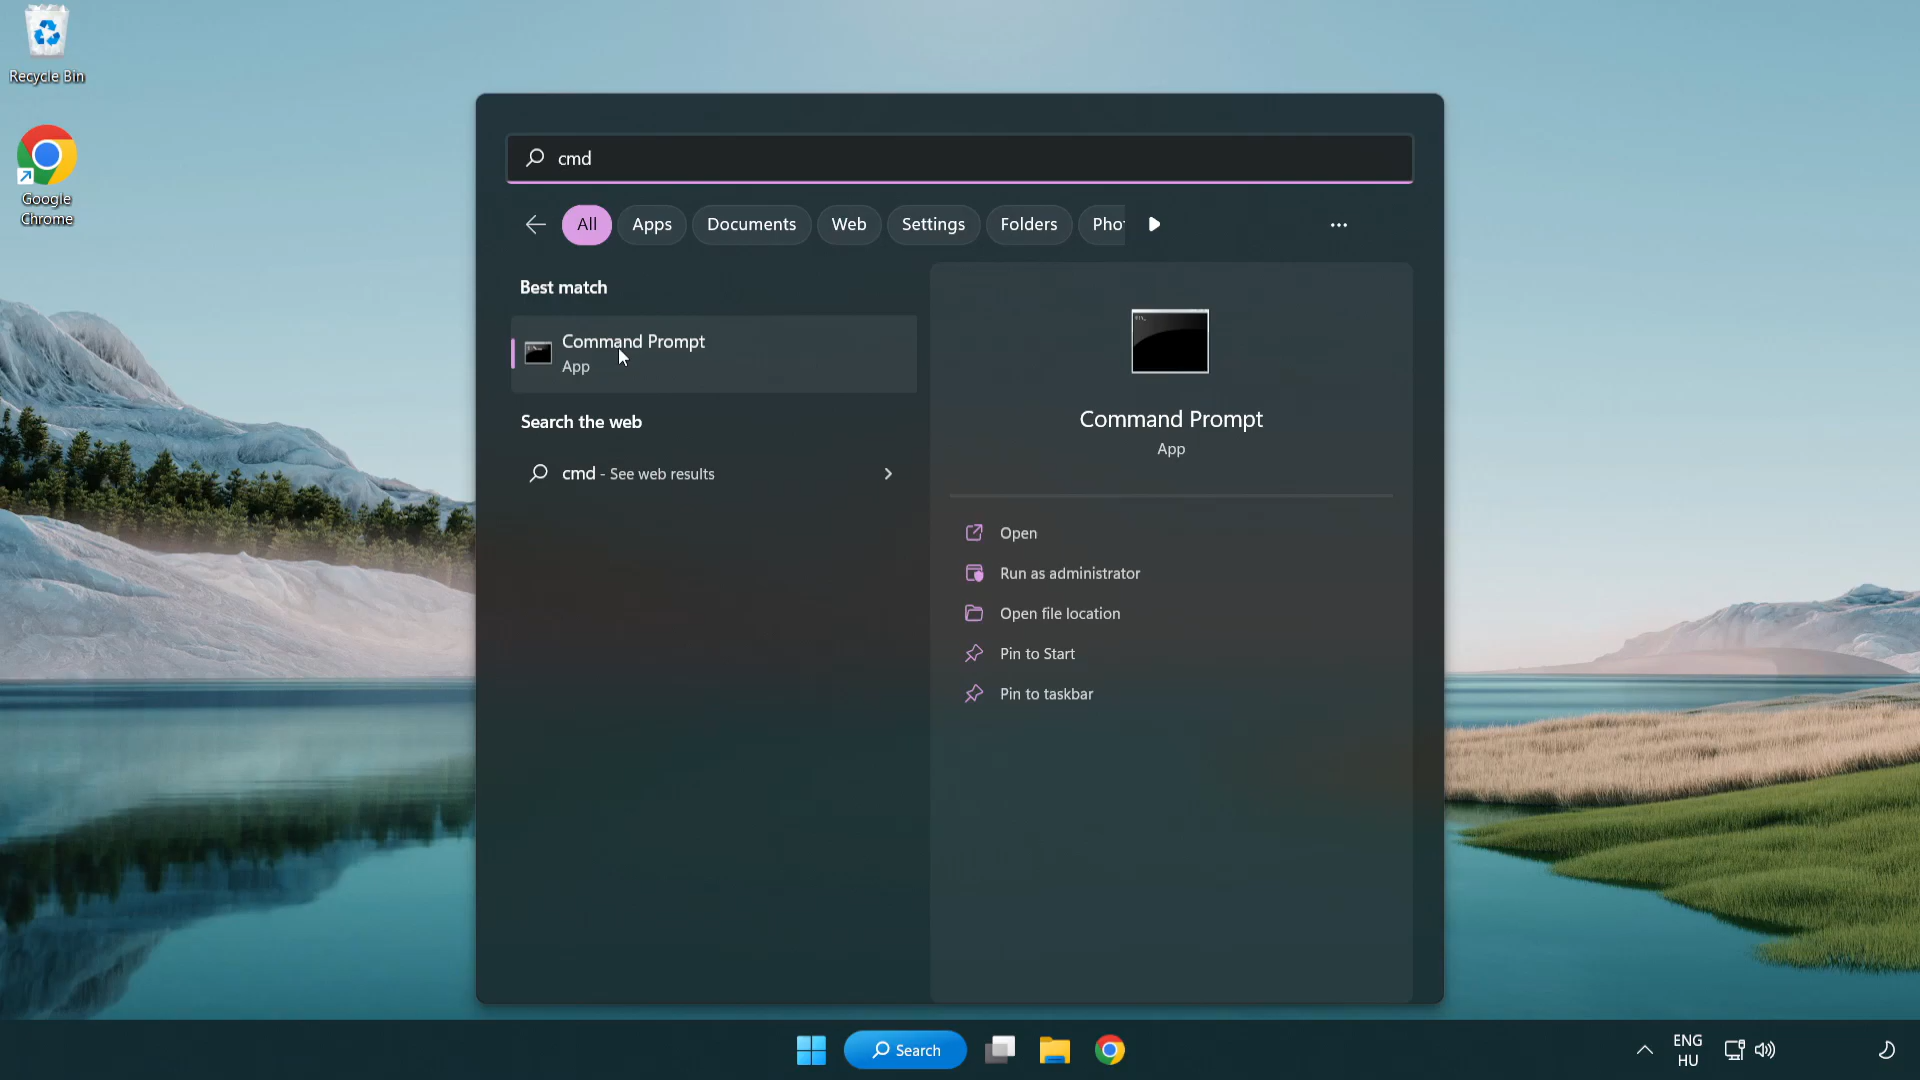 Recycle Bin
Google
Chrome
cmd
All
Apps
Documents
Web
Settings
Folders
Pho
Best match
Command Prompt
App
Search the web
cmd - See web results
Command Prompt
App
Open
Run as administrator
Open file location
Pin to Start
Pin to taskbar
Search
ENG
HU